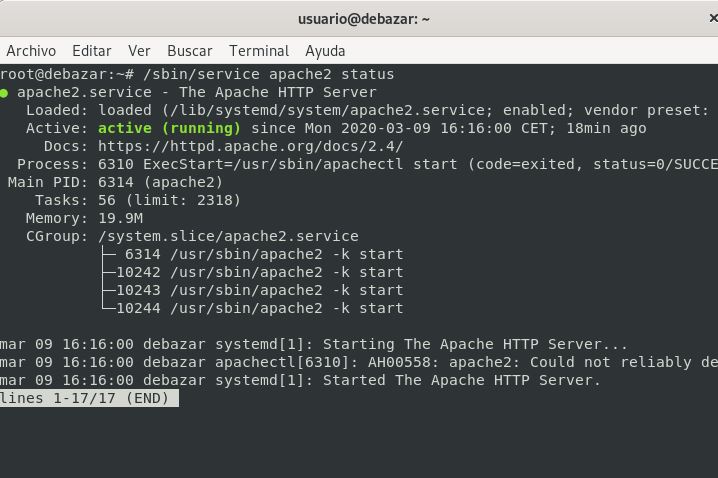 usuario@debazar: ~
Archivo Editar Ver Buscar Terminal Ayuda
root@debazar:~# /sbin/service apache2 status
● apache2.service - The Apache HTTP Server
Loaded: loaded (/lib/systemd/system/apache2.service; enabled; vendor preset:
Active: active (running) since Mon 2020-03-09 16:16:00 CET; 18min ago
Docs: https://httpd.apache.org/docs/2.4/
Process: 6310 ExecStart=/usr/sbin/apachectl start (code=exited, status=0/SUCCE
Main PID: 6314 (apache2)
Tasks: 56 (limit: 2318)
Memory: 19.9M
CGroup: /system.slice/apache2.service
├─ 6314 /usr/sbin/apache2 -k start
├─10242 /usr/sbin/apache2 -k start
├─10243 /usr/sbin/apache2 -k start
└─10244 /usr/sbin/apache2 -k start
mar 09 16:16:00 debazar systemd[1]: Starting The Apache HTTP Server...
mar 09 16:16:00 debazar apachectl[6310]: AH00558: apache2: Could not reliably de
mar 09 16:16:00 debazar systemd[1]: Started The Apache HTTP Server.
lines 1-17/17 (END)